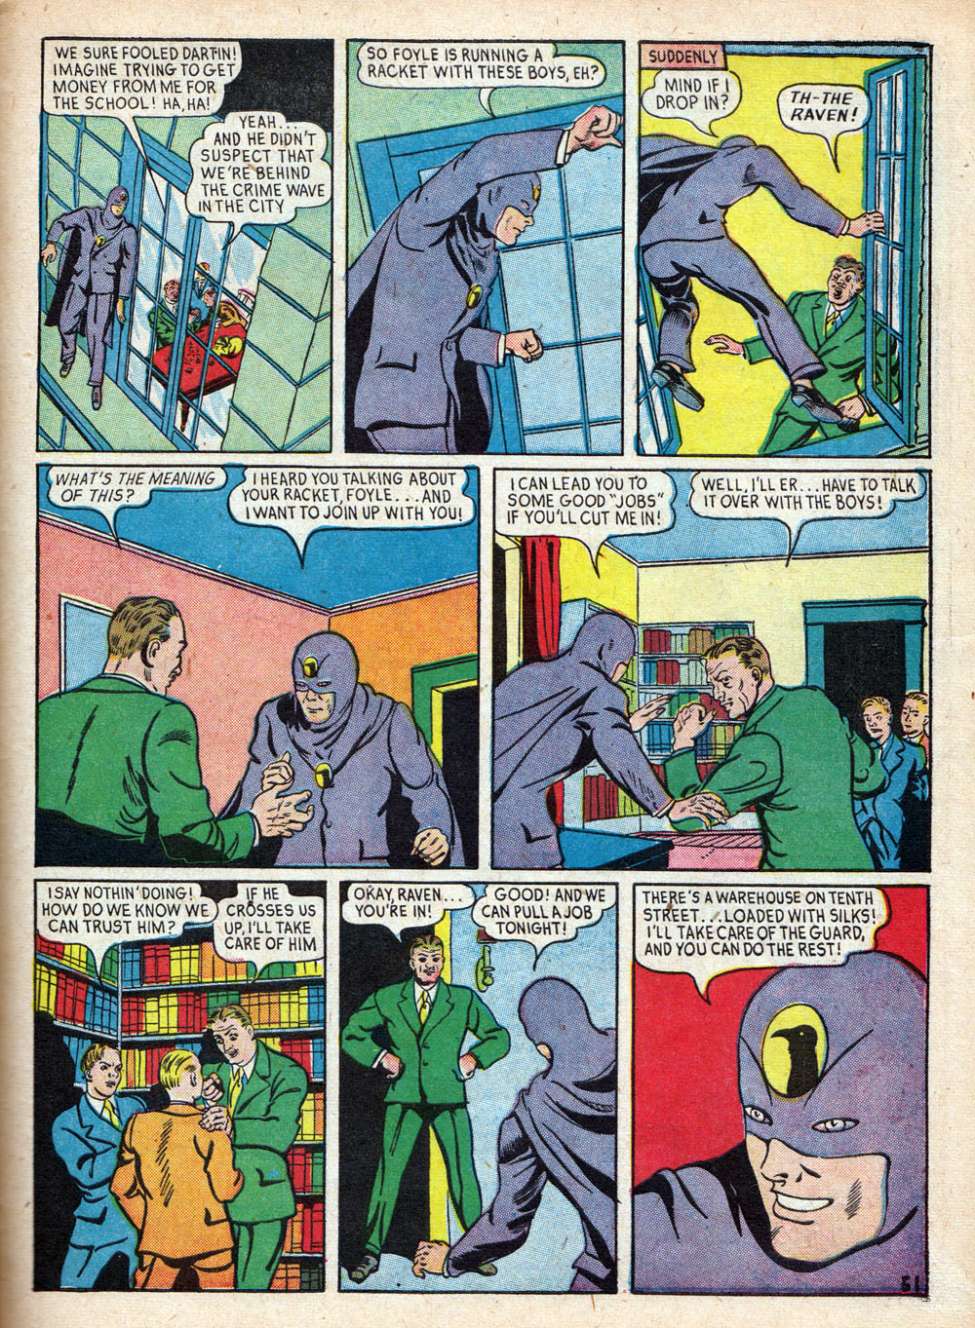 WE SURE FOOLED DARTIN!
IMAGINE TRYING TO GET
MONEY FROM ME FOR
THE SCHOOL! HA, HA!
YEAH...
AND HE DIDN'T
SUSPECT THAT
WE'RE BEHIND
THE CRIME WAVE
IN THE CITY
SO FOYLE IS RUNNING A
RACKET WITH THESE BOYS, EH?
SUDDENLY
MIND IF I
DROP IN?
TH-THE
RAVEN!
WHAT'S THE MEANING
OF THIS?
I HEARD YOU TALKING ABOUT
YOUR RACKET, FOYLE...AND
I WANT TO JOIN UP WITH YOU!
I CAN LEAD YOU TO
SOME GOOD "JOBS"
IF YOU'LL CUT ME IN!
WELL, I'LL ER...HAVE TO TALK
IT OVER WITH THE BOYS!
I SAY NOTHIN' DOING!
HOW DO WE KNOW WE
CAN TRUST HIM?
IF HE
CROSSES US
UP, I'LL TAKE
CARE OF HIM
OKAY, RAVEN...
YOU'RE IN!
GOOD! AND WE
CAN PULL A JOB
TONIGHT!
THERE'S A WAREHOUSE ON TENTH
STREET...LOADED WITH SILKS!
I'LL TAKE CARE OF THE GUARD,
AND YOU CAN DO THE REST!
51